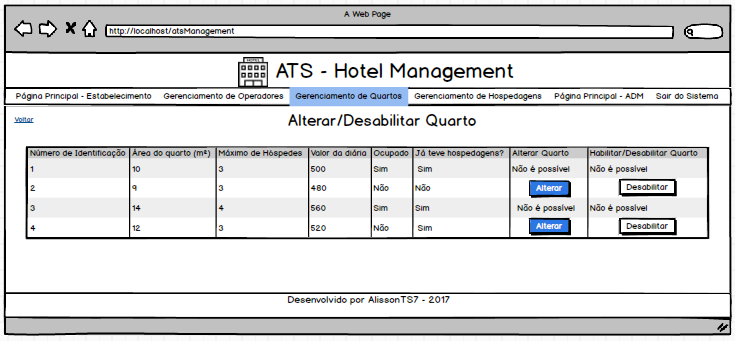 A Web Page
http://localhost/atsManagement
HOTEL
ATS - Hotel Management
Página Principal - Estabelecimento Gerenciamento de Operadores Gerenciamento de Quartos Gerenciamento de Hospedagens Página Principal - ADM Sair do Sistema
Voltar
Alterar/Desabilitar Quarto
Número de Identificação Área do quarto (m²) Máximo de Hóspedes Valor da diária Ocupado Já teve hospedagens? Alterar Quarto Habilitar/Desabilitar Quarto
1 10 3 500 Sim Sim Não é possível Não é possível
2 9 3 480 Não Não Alterar Desabilitar
3 14 4 560 Sim Sim Não é possível Não é possível
4 12 3 520 Não Sim Alterar Desabilitar
Desenvolvido por AlissonTS7 - 2017